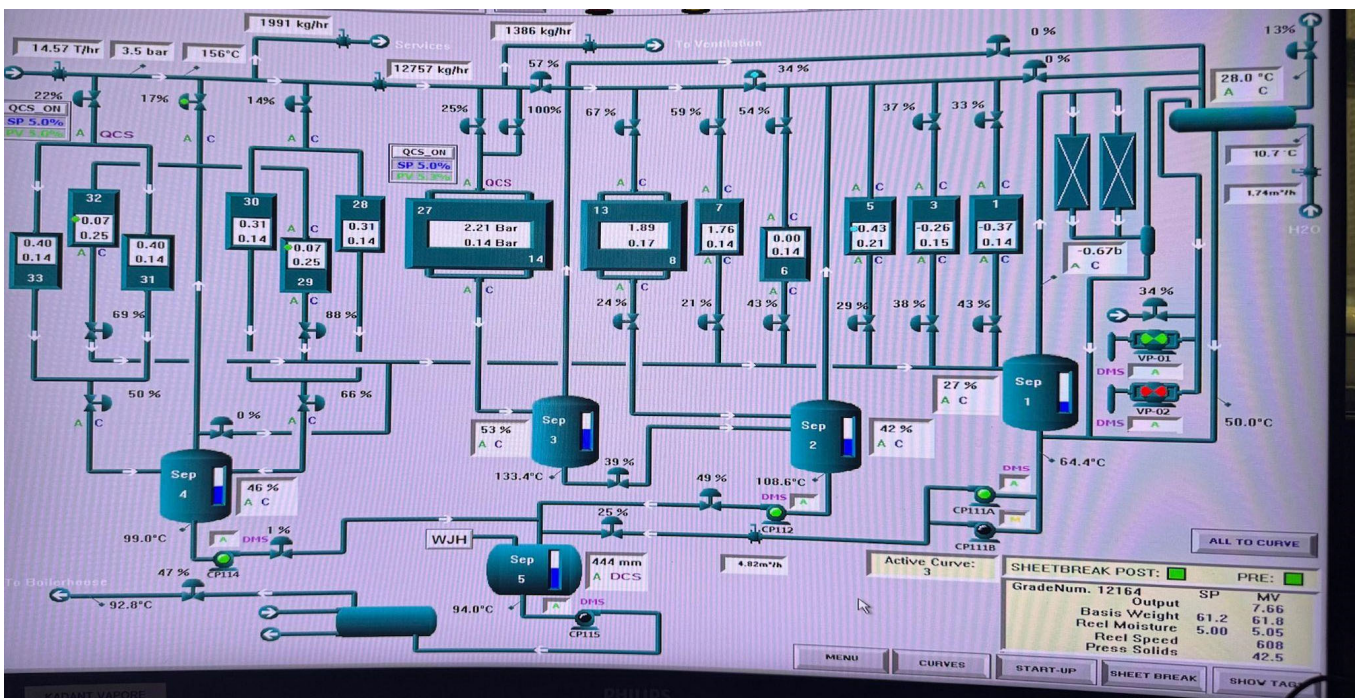 1991 kg/hr
Services
1386 kg/hr
To Ventilation
0 %
13%
14.57 T/hr
3.5 bar
156°C
12757 kg/hr
57 %
34 %
0 %
28.0 °C
A C
22%
17%
14%
25%
100%
67 %
59 %
54 %
37 %
33 %
QCS_ON
SP 5.0%
PV 5.0%
A QCS
A C
A C
QCS_ON
SP 5.0%
A QCS
A C
A C
A C
A C
A C
A C
10.7 °C
1.74m³/h
H2O
32
0.07
0.25
A C
30
0.31
0.14
28
0.31
0.14
27
2.21 Bar
0.14 Bar
14
A C
13
1.89
0.17
8
A C
7
1.76
0.14
A C
0.00
0.14
6
A C
5
-0.43
0.21
A C
3
-0.26
0.15
A C
1
-0.37
0.14
A C
0.40
0.14
33
0.40
0.14
31
0.07
0.25
29
A C
-0.67b
A C
69 %
88 %
24 %
21 %
43 %
29 %
38 %
43 %
34 %
VP-01
DMS A
VP-02
DMS A
50 %
A C
66 %
A C
0 %
Sep
3
53 %
A C
133.4°C
39 %
Sep
2
42 %
A C
108.6°C
Sep
1
27 %
A C
50.0°C
64.4°C
Sep
4
46 %
A C
99.0°C
A DMS
1 %
CP114
49 %
DMS
A
CP112
25 %
DMS
A
CP111A
M
CP111B
WJH
Sep
5
444 mm
A DCS
94.0°C
A DMS
CP115
4.82m³/h
47 %
To Boilerhouse
92.8°C
Active Curve:
3
ALL TO CURVE
SHEETBREAK POST: PRE:
GradeNum. 12164 SP MV
Output 7.66
Basis Weight 61.2 61.8
Reel Moisture 5.00 5.05
Reel Speed 608
Press Solids 42.5
MENU
CURVES
START-UP
SHEET BREAK
SHOW TAG
KADANT VAPORE
PHILIPS